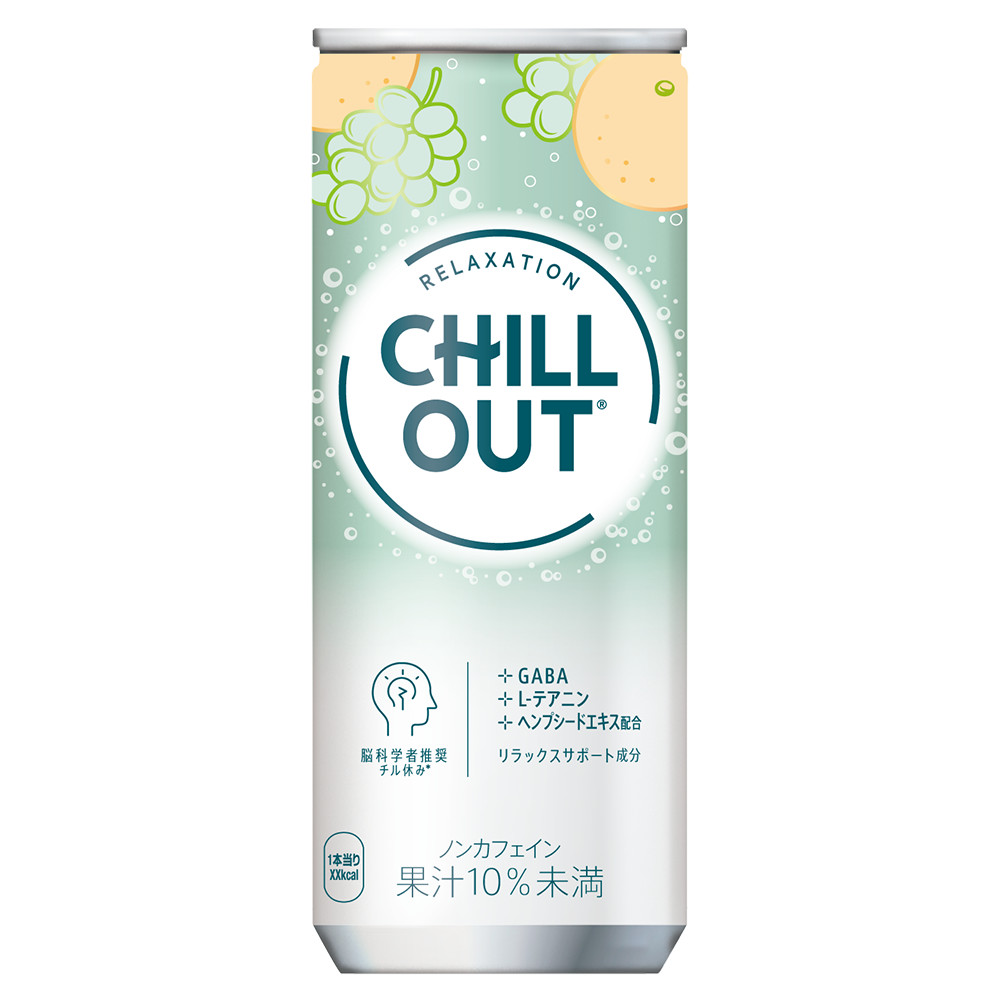 RELAXATION
CHILL
OUT®
脳科学者推奨
チル休み*
GABA
L-テアニン
ヘンプシードエキス配合
リラックスサポート成分
1本当り
XXkcal
ノンカフェイン
果汁10%未満